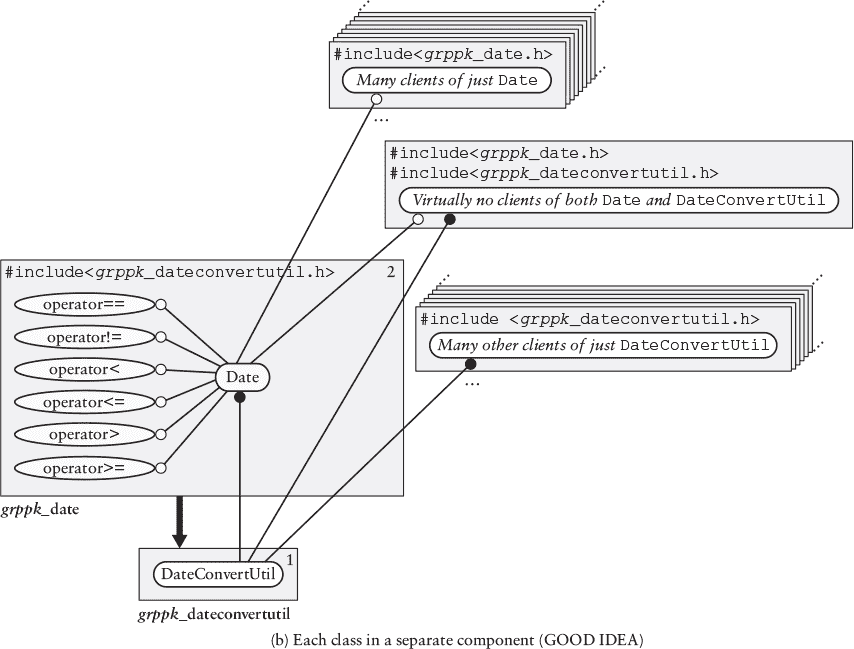 #include<grppk_date.h>
Many clients of just Date
...
#include<grppk_date.h>
#include<grppk_dateconvertutil.h>
Virtually no clients of both Date and DateConvertUtil
#include<grppk_dateconvertutil.h> 2
operator==
operator!=
operator<
operator<=
operator>
operator>=
Date
grppk_date
#include <grppk_dateconvertutil.h>
Many other clients of just DateConvertUtil
...
1
DateConvertUtil
grppk_dateconvertutil
(b) Each class in a separate component (GOOD IDEA)